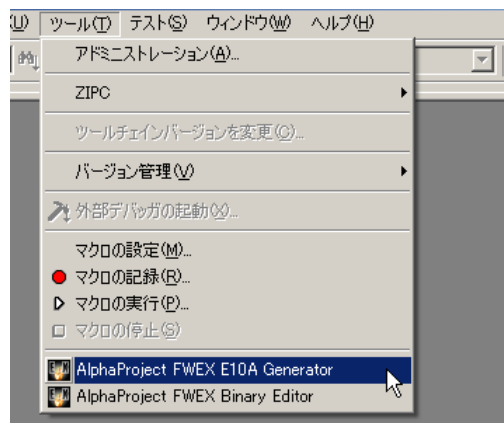 (U) ツール(T) テスト(S) ウィンドウ(W) ヘルプ(H)
アドミニストレーション(A)...
ZIPC
ツールチェインバージョンを変更(C)...
バージョン管理(V)
外部デバッガの起動(X)...
マクロの設定(M)...
マクロの記録(R)...
マクロの実行(P)...
マクロの停止(S)
AlphaProject FWEX E10A Generator
AlphaProject FWEX Binary Editor